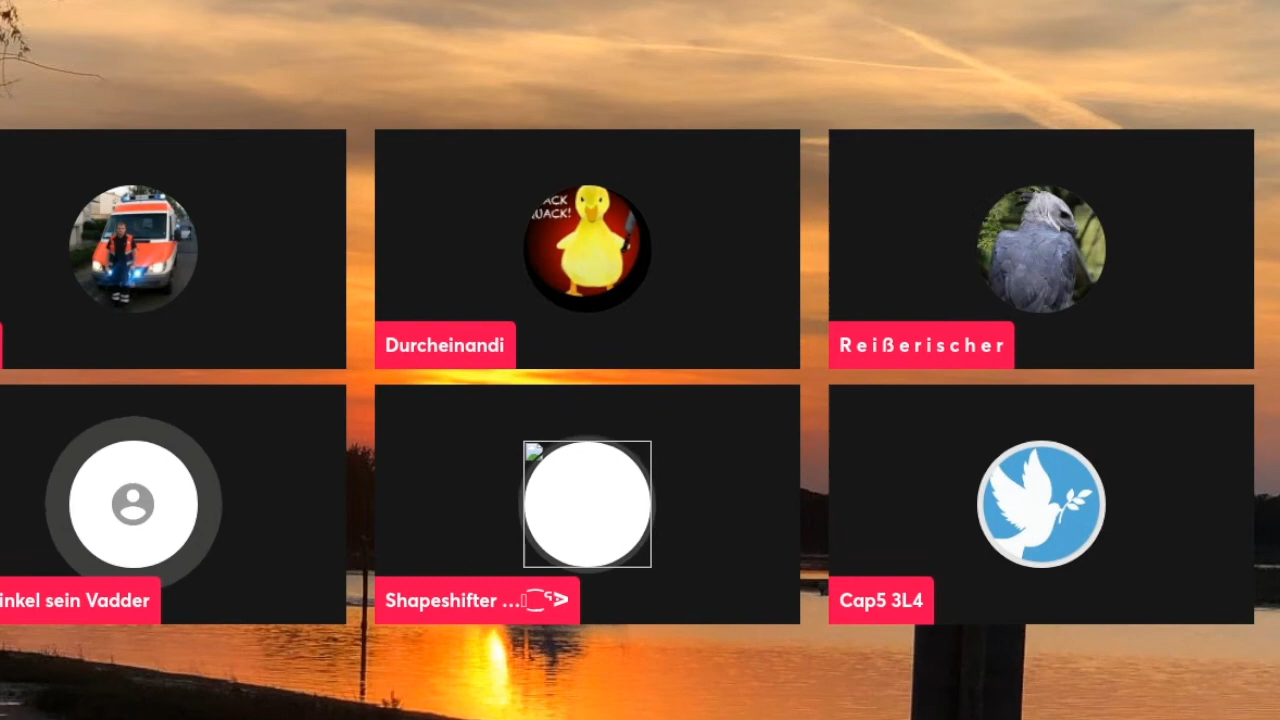 ACK
UACK!
Durcheinandi
Reißerischer
inkel sein Vadder
Shapeshifter ...
Cap5 3L4